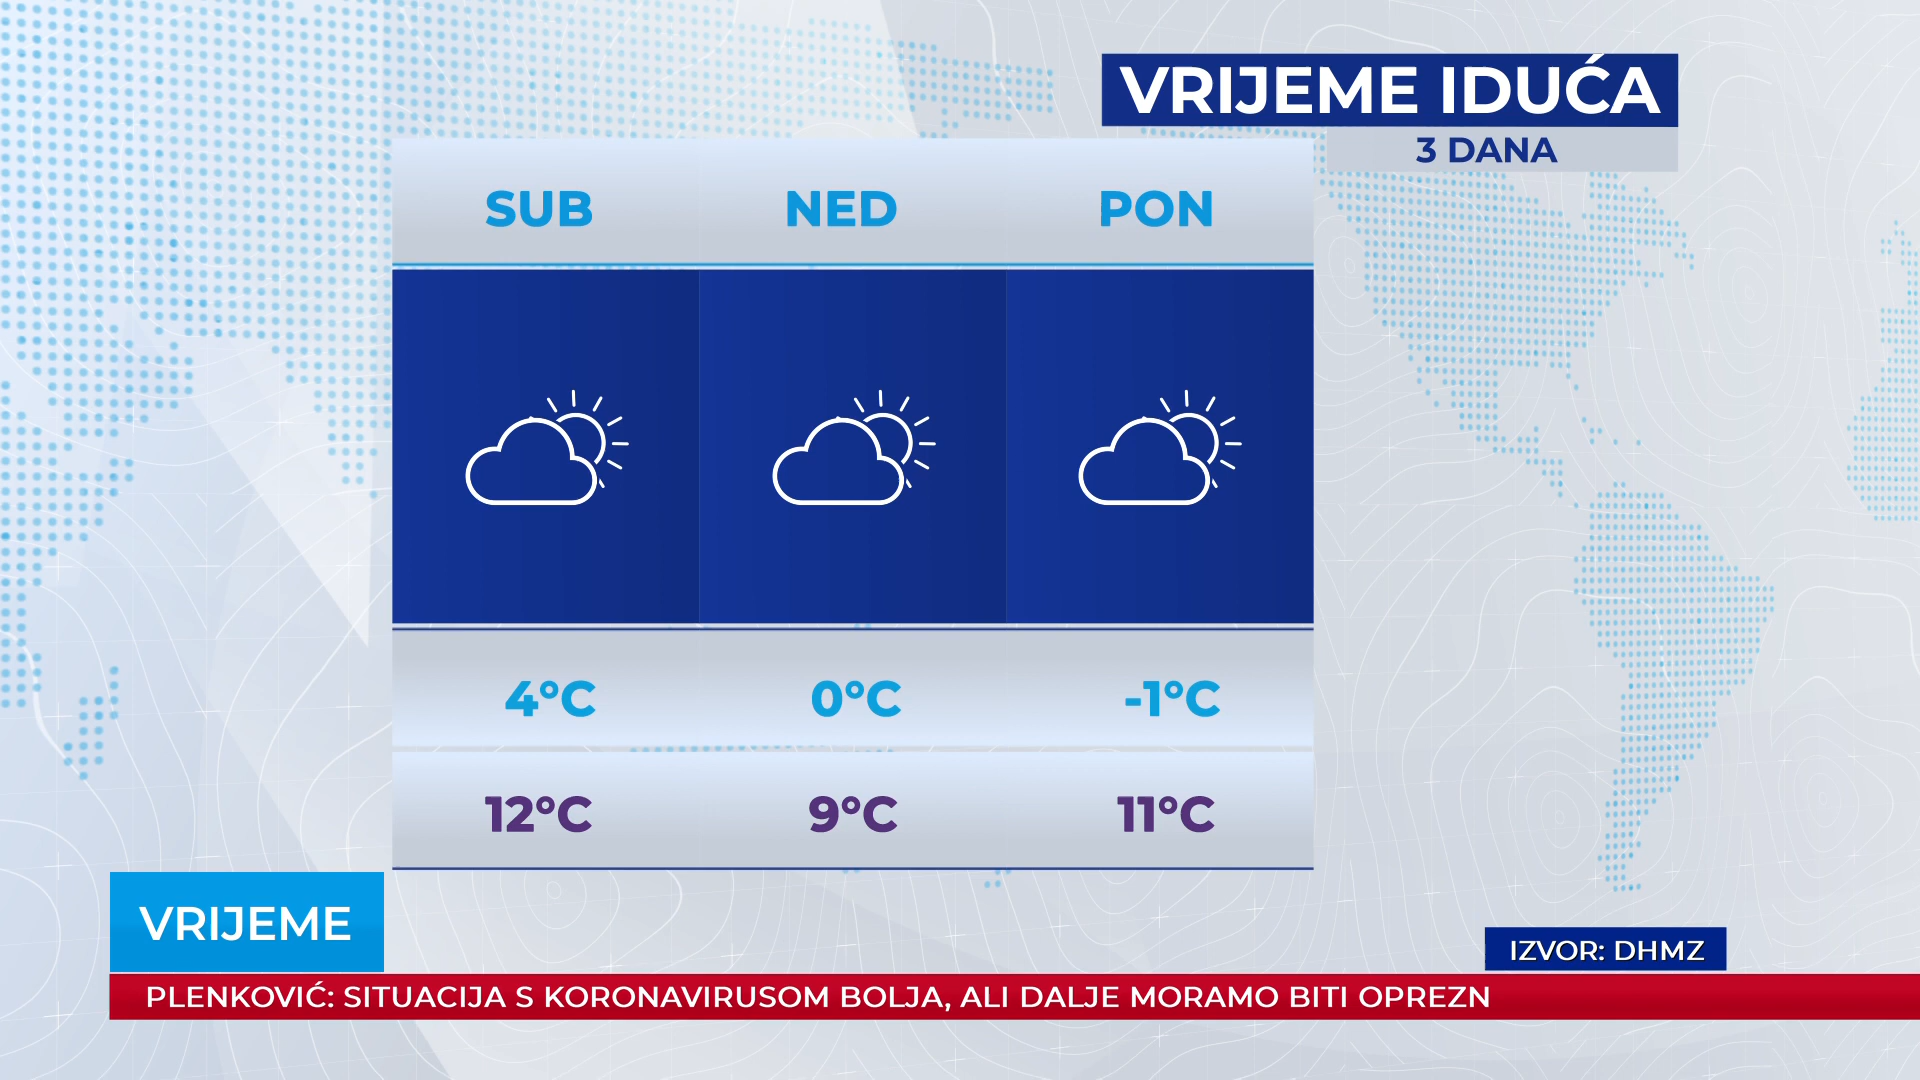 VRIJEME IDUĆA
3 DANA
SUB NED PON
4°C 0°C -1°C
12°C 9°C 11°C
VRIJEME
IZVOR: DHMZ
PLENKOVIĆ: SITUACIJA S KORONAVIRUSOM BOLJA, ALI DALJE MORAMO BITI OPREZN